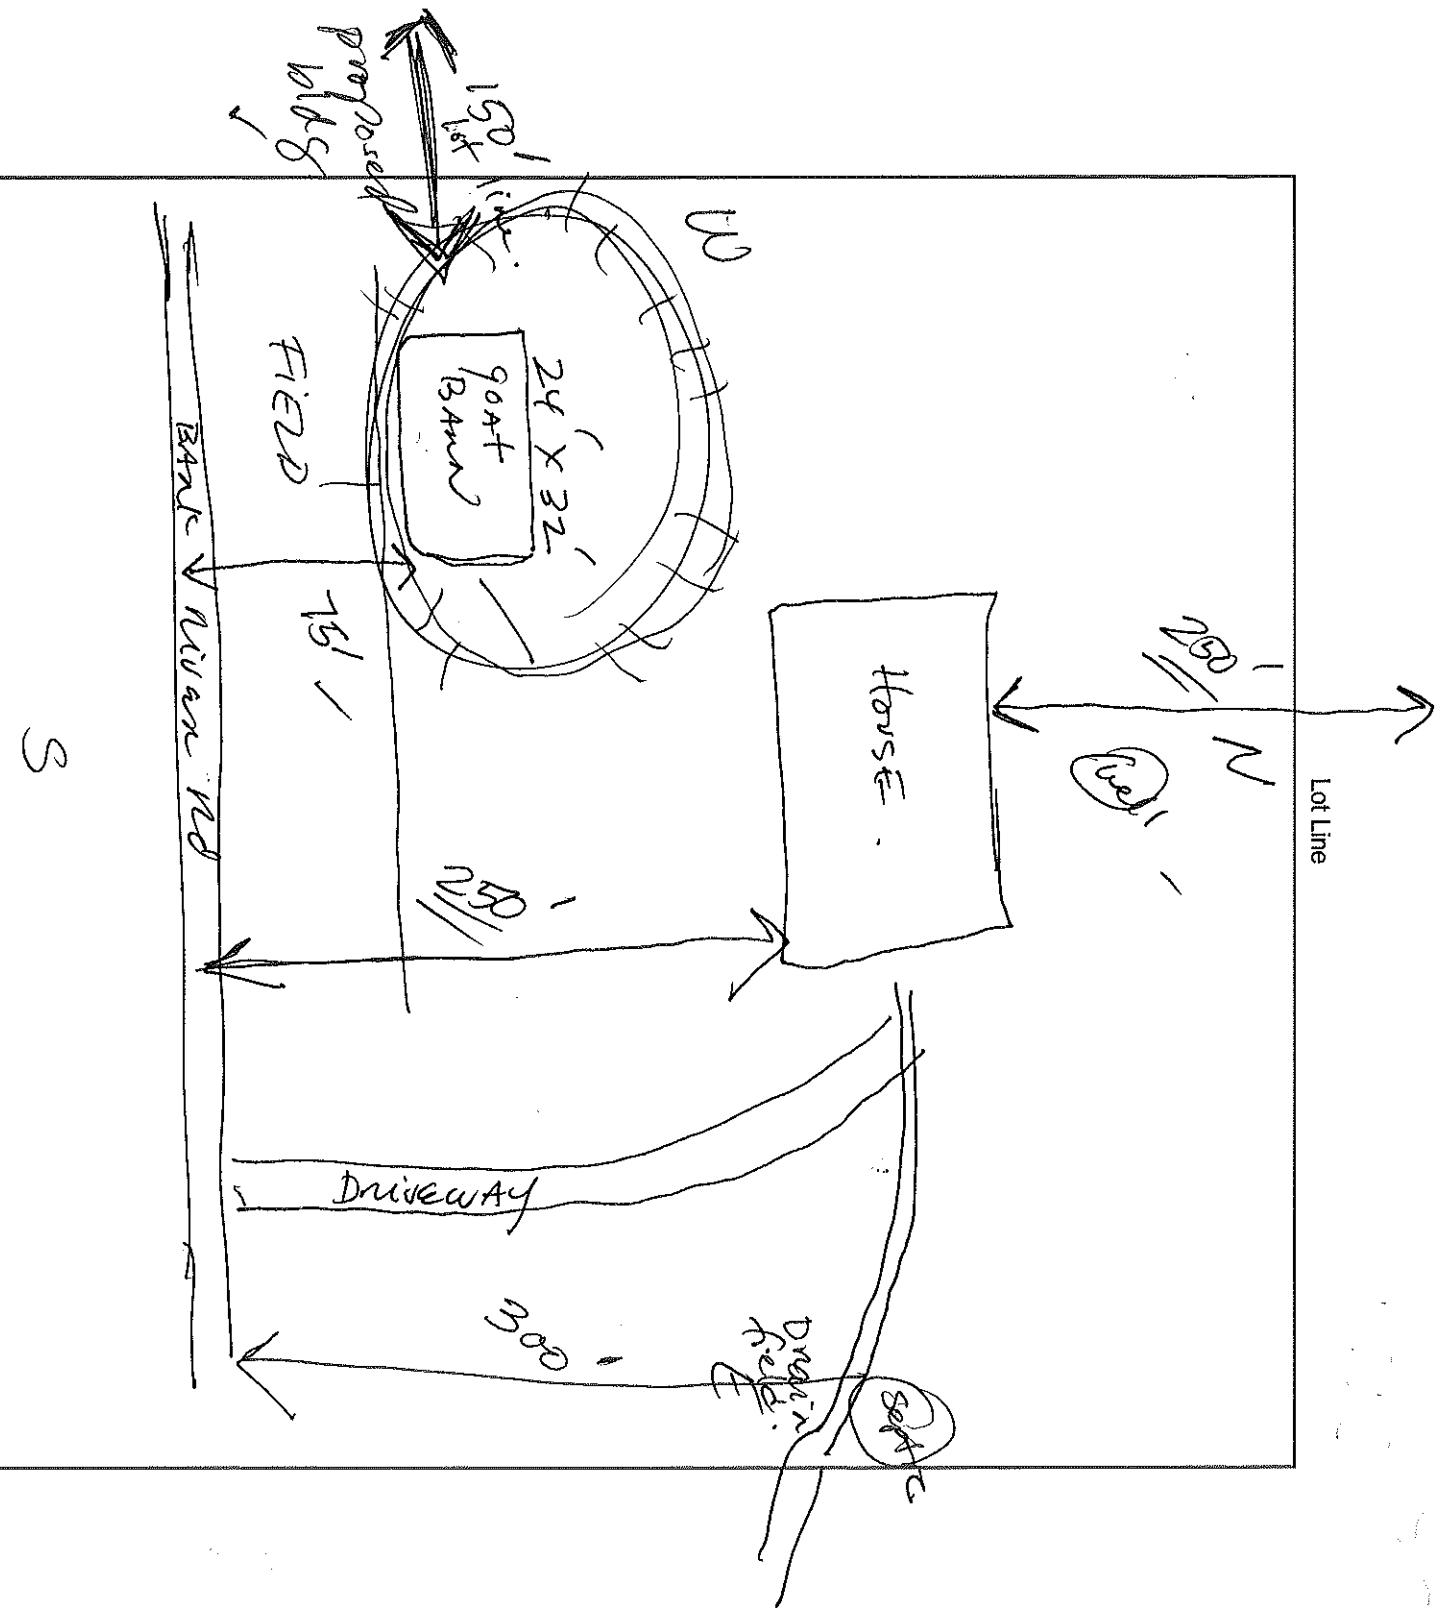 Lot Line
250'
N
well
W
HOUSE.
150'
lot line.
proposed
bldg
24' x 32'
goat
BARN
FIELD
75'
250'
Septic
Drain
field.
E
300'
DRIVEWAY
BANK River Rd
S